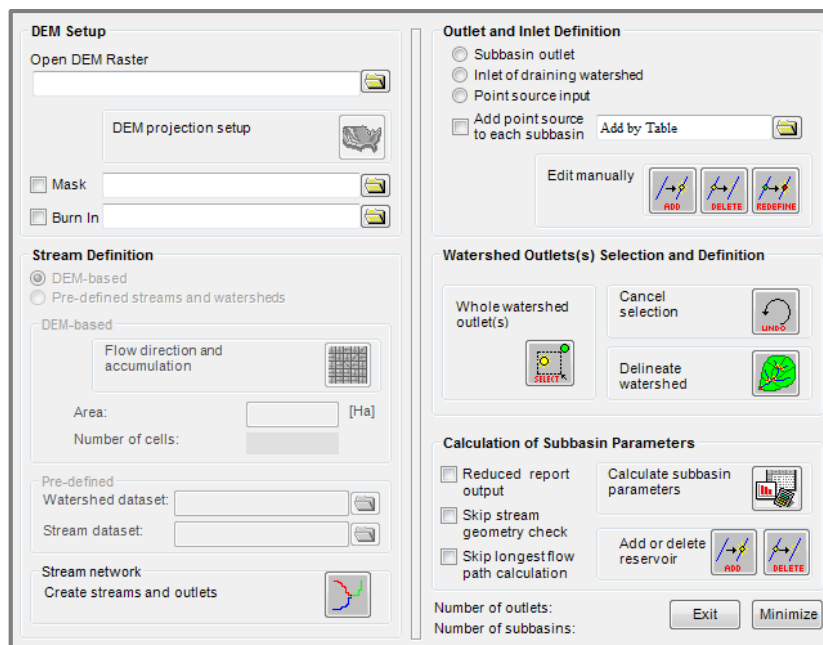 DEM Setup
Open DEM Raster
DEM projection setup
Mask
Burn In
Stream Definition
DEM-based
Pre-defined streams and watersheds
DEM-based
Flow direction and
accumulation
Area:
[Ha]
Number of cells:
Pre-defined
Watershed dataset:
Stream dataset:
Stream network
Create streams and outlets
Outlet and Inlet Definition
Subbasin outlet
Inlet of draining watershed
Point source input
Add point source
to each subbasin
Add by Table
Edit manually
ADD
DELETE
REDEFINE
Watershed Outlets(s) Selection and Definition
Whole watershed
outlet(s)
SELECT
Cancel
selection
UNDO
Delineate
watershed
Calculation of Subbasin Parameters
Reduced report
output
Skip stream
geometry check
Skip longest flow
path calculation
Calculate subbasin
parameters
Add or delete
reservoir
ADD
DELETE
Number of outlets:
Number of subbasins:
Exit
Minimize